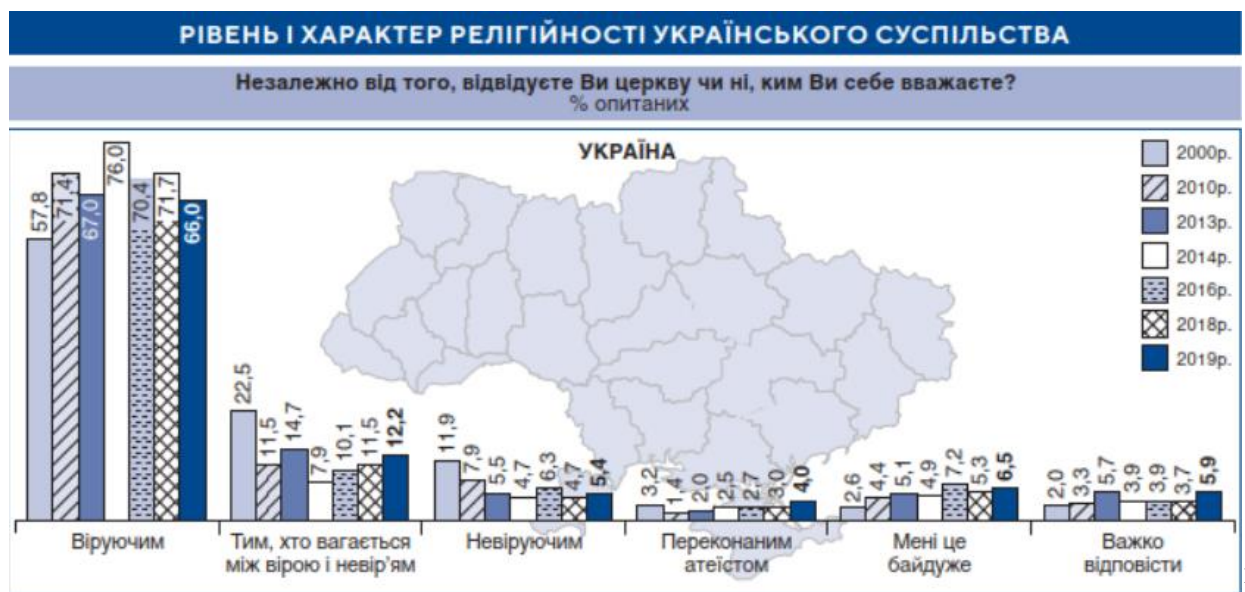 РІВЕНЬ І ХАРАКТЕР РЕЛІГІЙНОСТІ УКРАЇНСЬКОГО СУСПІЛЬСТВА
Незалежно від того, відвідуєте Ви церкву чи ні, ким Ви себе вважаєте?
% опитаних
УКРАЇНА
2000р.
2010р.
2013р.
2014р.
2016р.
2018р.
2019р.
57,8
71,4
67,0
76,0
70,4
71,7
66,0
Віруючим
22,5
11,5
14,7
7,9
10,1
11,5
12,2
Тим, хто вагається
між вірою і невір'ям
11,9
7,9
5,5
4,7
6,3
4,7
5,4
Невіруючим
3,2
1,4
2,0
2,5
2,7
3,0
4,0
Переконаним
атеїстом
2,6
4,4
5,1
4,9
7,2
5,3
6,5
Мені це
байдуже
2,0
3,3
5,7
3,9
3,9
3,7
5,9
Важко
відповісти